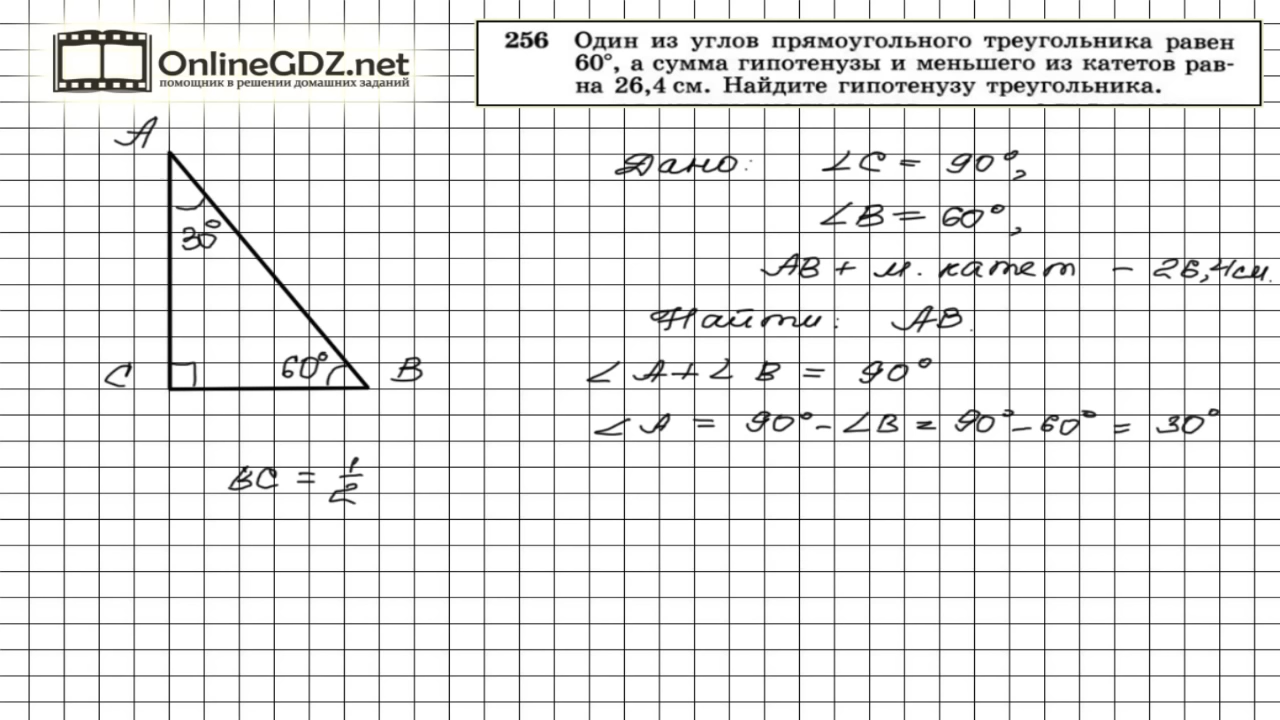 OnlineGDZ.net
помощник в решении домашних заданий
256 Один из углов прямоугольного треугольника равен
60°, а сумма гипотенузы и меньшего из катетов рав-
на 26,4 см. Найдите гипотенузу треугольника.
A
30°
C
60°
B
Дано: ∠C = 90°,
∠B = 60°,
AB + м. катет – 26,4 см.
Найти: AB.
∠A + ∠B = 90°
∠A = 90° – ∠B = 90° – 60° = 30°
BC = 1/2